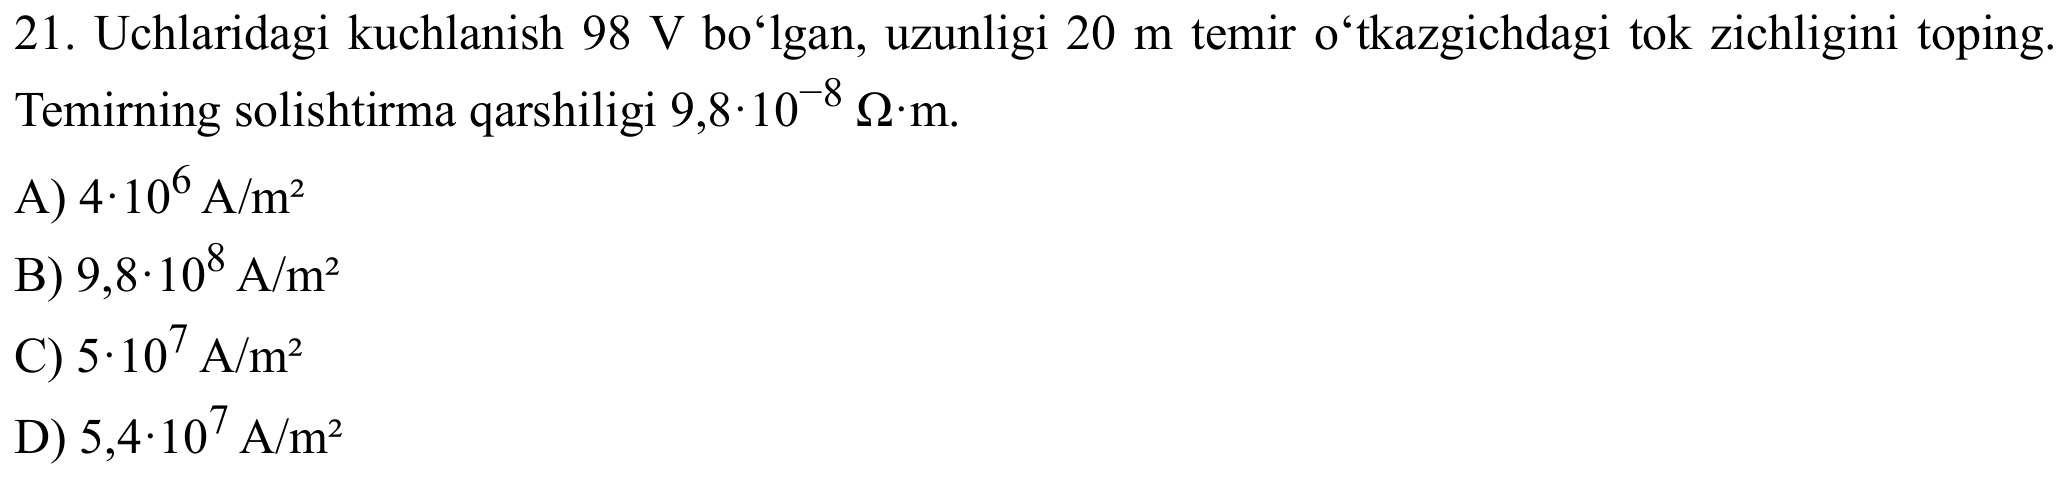 21. Uchlaridagi kuchlanish 98 V bo‘lgan, uzunligi 20 m temir o‘tkazgichdagi tok zichligini toping.
Temirning solishtirma qarshiligi 9,8·10⁻⁸ Ω·m.
A) 4·10⁶ A/m²
B) 9,8·10⁸ A/m²
C) 5·10⁷ A/m²
D) 5,4·10⁷ A/m²